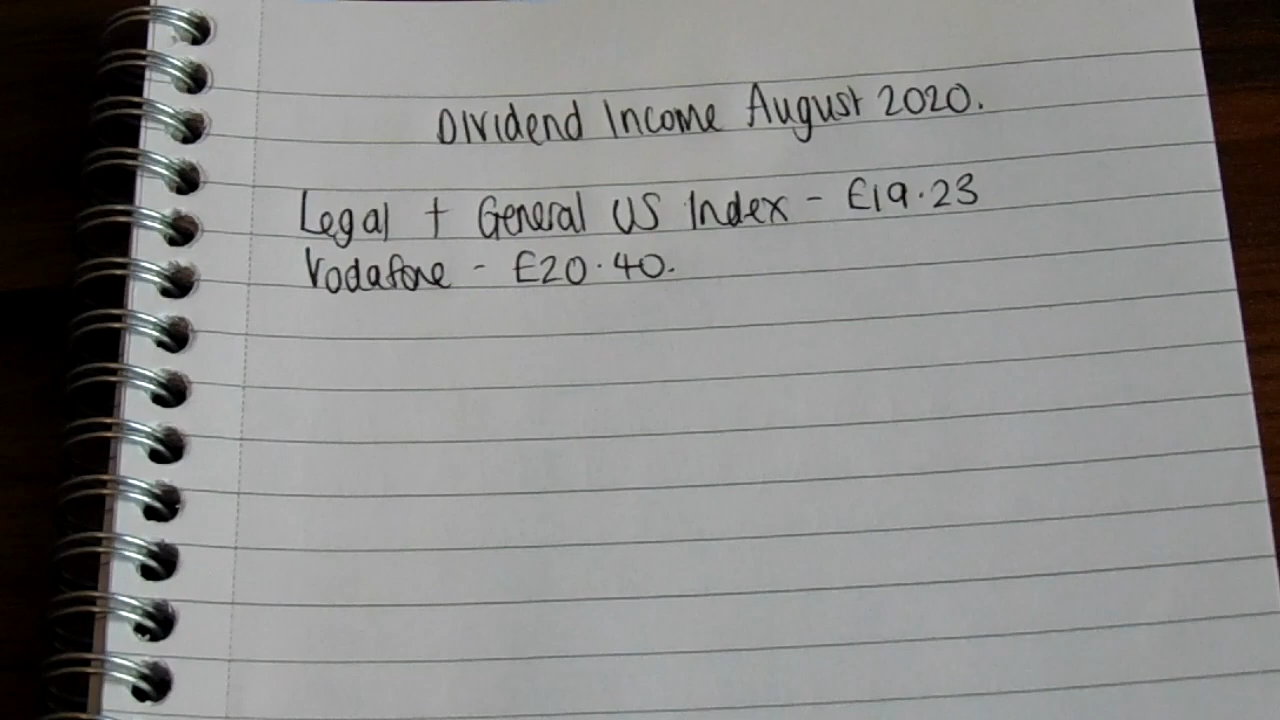 Dividend Income August 2020.
Legal + General US Index - £19.23
Vodafone - £20.40.